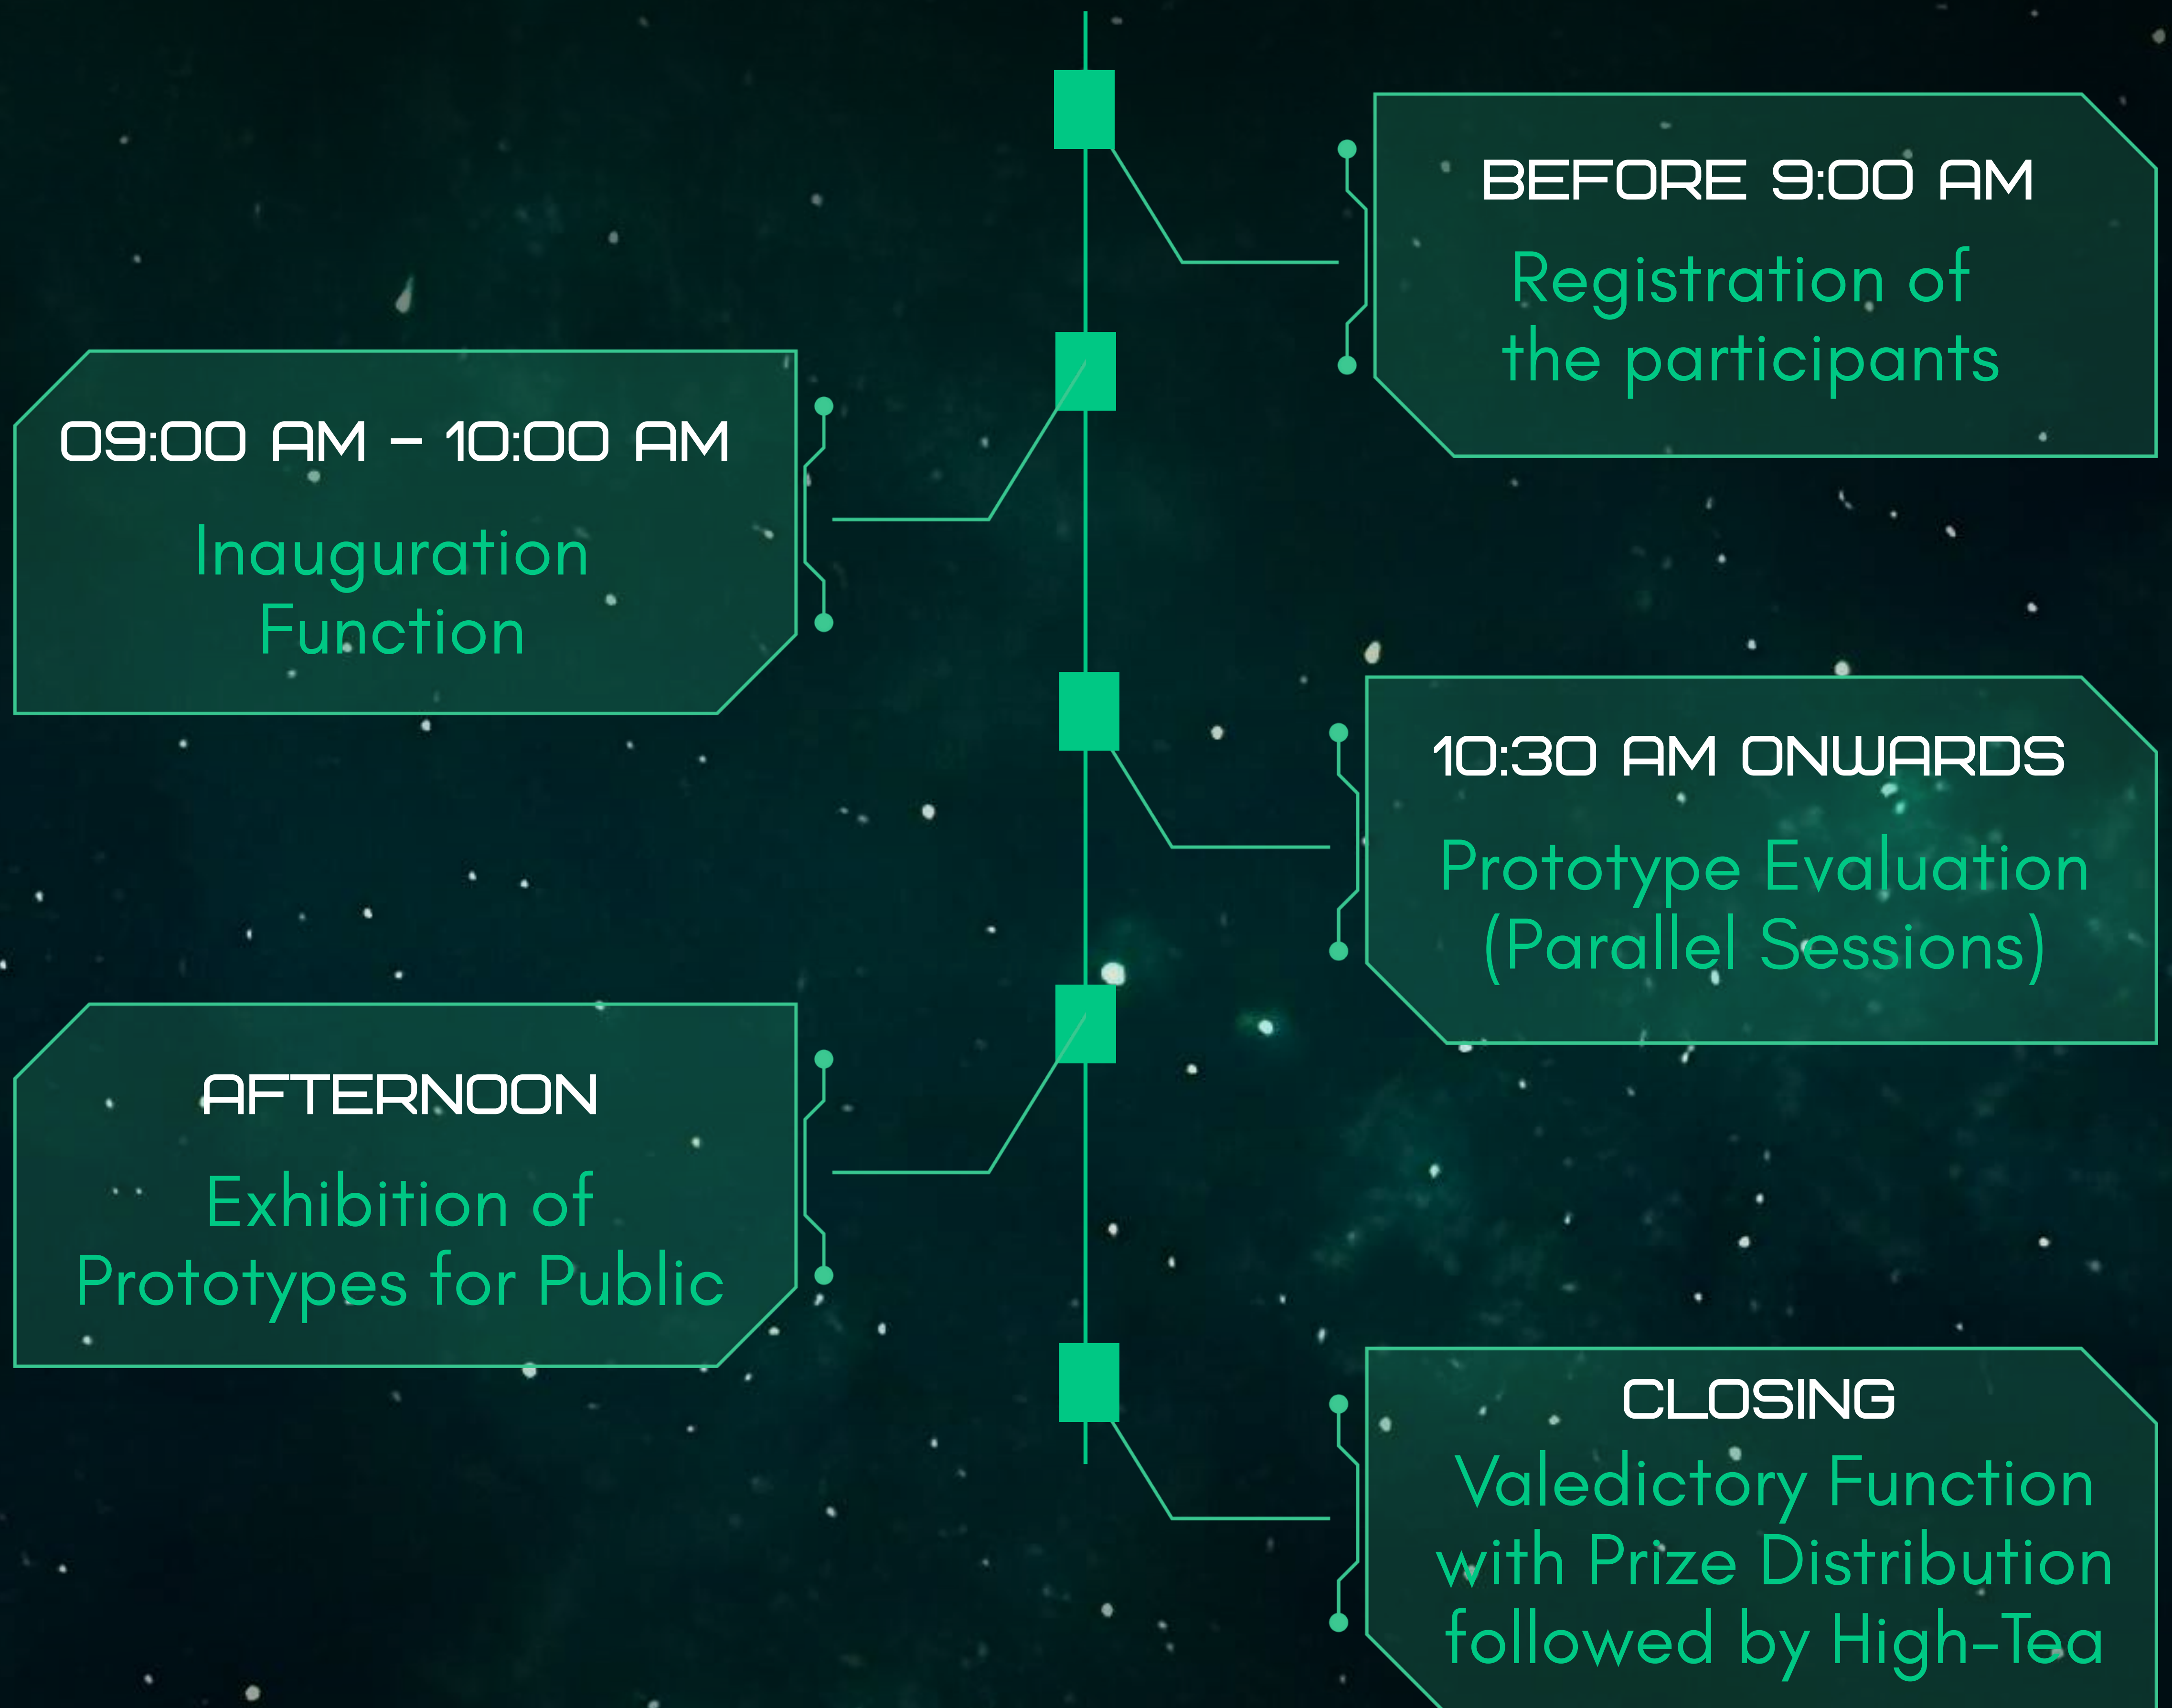 BEFORE 9:00 AM
Registration of
the participants
09:00 AM - 10:00 AM
Inauguration
Function
10:30 AM ONWARDS
Prototype Evaluation
(Parallel Sessions)
AFTERNOON
Exhibition of
Prototypes for Public
CLOSING
Valedictory Function
with Prize Distribution
followed by High-Tea